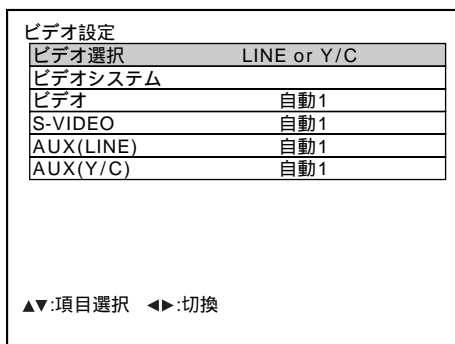 ビデオ設定
ビデオ選択 LINE or Y/C
ビデオシステム
ビデオ 自動1
S-VIDEO 自動1
AUX(LINE) 自動1
AUX(Y/C) 自動1
▲▼:項目選択 ◀▶:切換